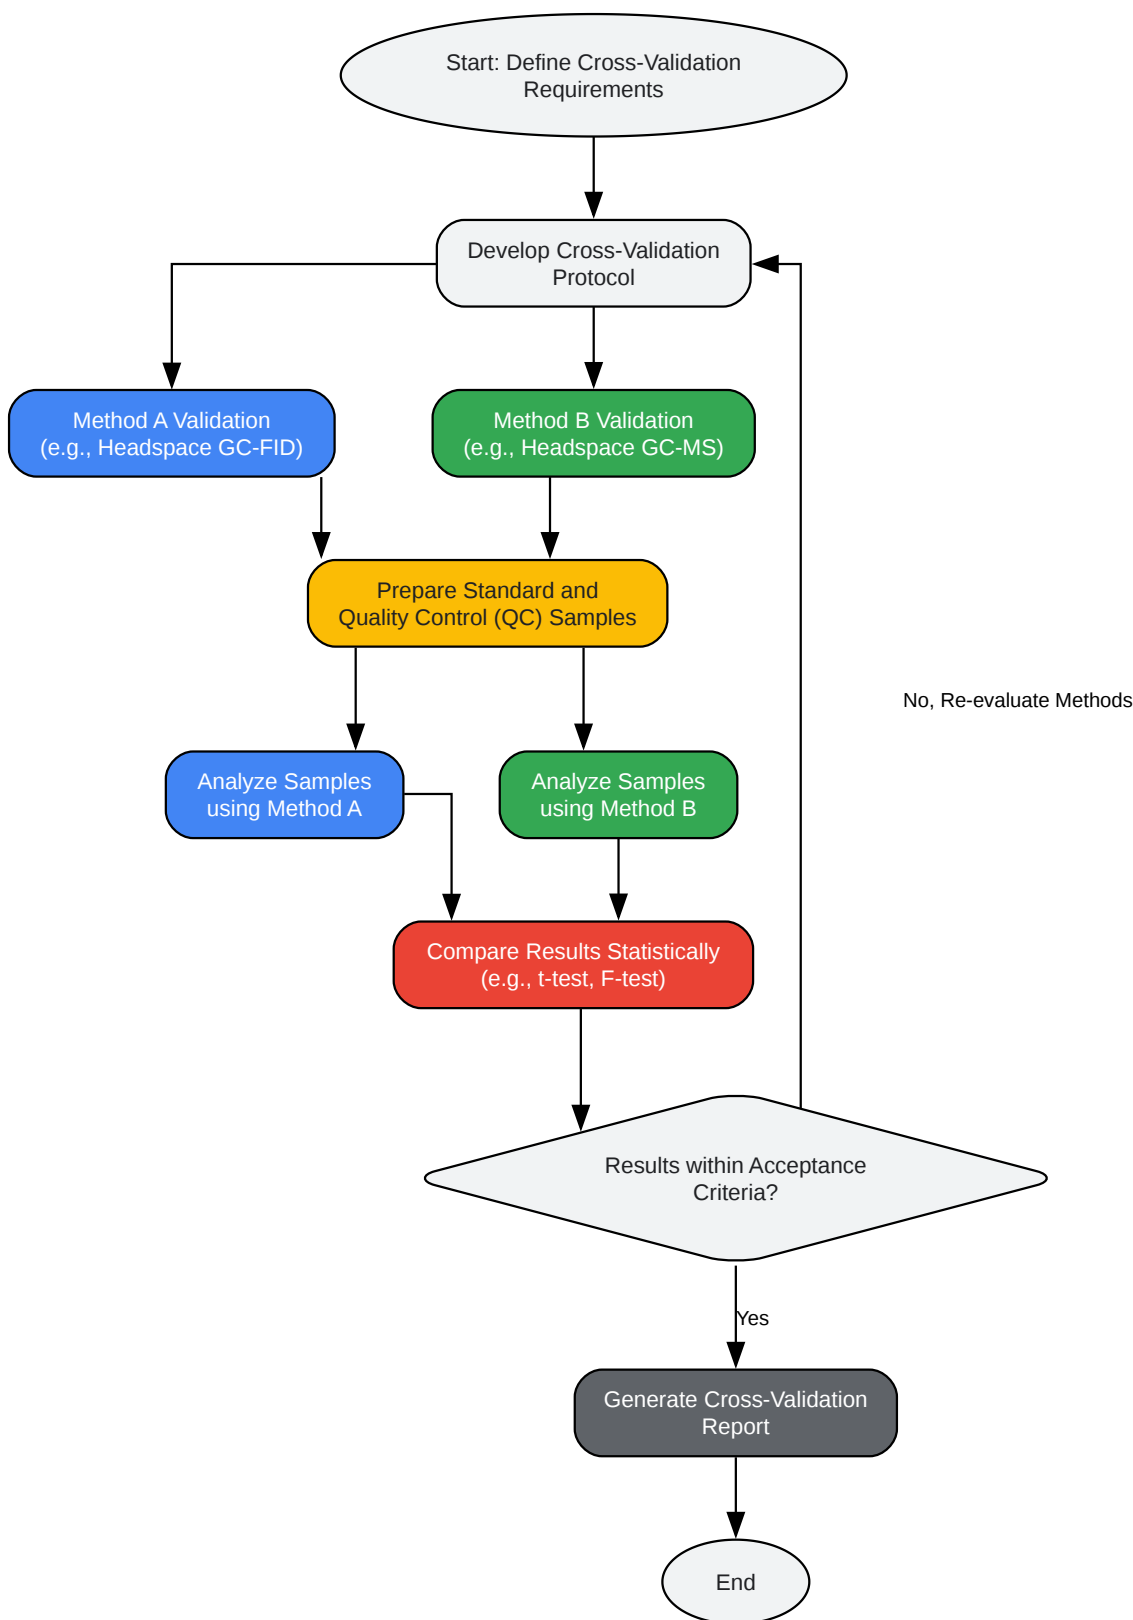 Start: Define Cross-Validation
Requirements
Develop Cross-Validation
Protocol
Method A Validation
(e.g., Headspace GC-FID)
Method B Validation
(e.g., Headspace GC-MS)
Prepare Standard and
Quality Control (QC) Samples
No, Re-evaluate Methods
Analyze Samples
using Method A
Analyze Samples
using Method B
Compare Results Statistically
(e.g., t-test, F-test)
Results within Acceptance
Criteria?
Yes
Generate Cross-Validation
Report
End